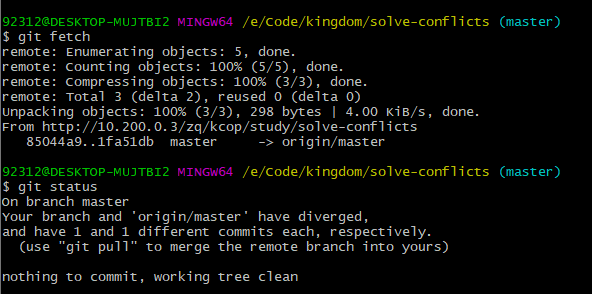 92312@DESKTOP-MUJTBI2 MINGW64 /e/Code/kingdom/solve-conflicts (master)
$ git fetch
remote: Enumerating objects: 5, done.
remote: Counting objects: 100% (5/5), done.
remote: Compressing objects: 100% (3/3), done.
remote: Total 3 (delta 2), reused 0 (delta 0)
Unpacking objects: 100% (3/3), 298 bytes | 4.00 KiB/s, done.
From http://10.200.0.3/zq/kcop/study/solve-conflicts
   85044a9..1fa51db  master     -> origin/master
92312@DESKTOP-MUJTBI2 MINGW64 /e/Code/kingdom/solve-conflicts (master)
$ git status
On branch master
Your branch and 'origin/master' have diverged,
and have 1 and 1 different commits each, respectively.
  (use "git pull" to merge the remote branch into yours)
nothing to commit, working tree clean